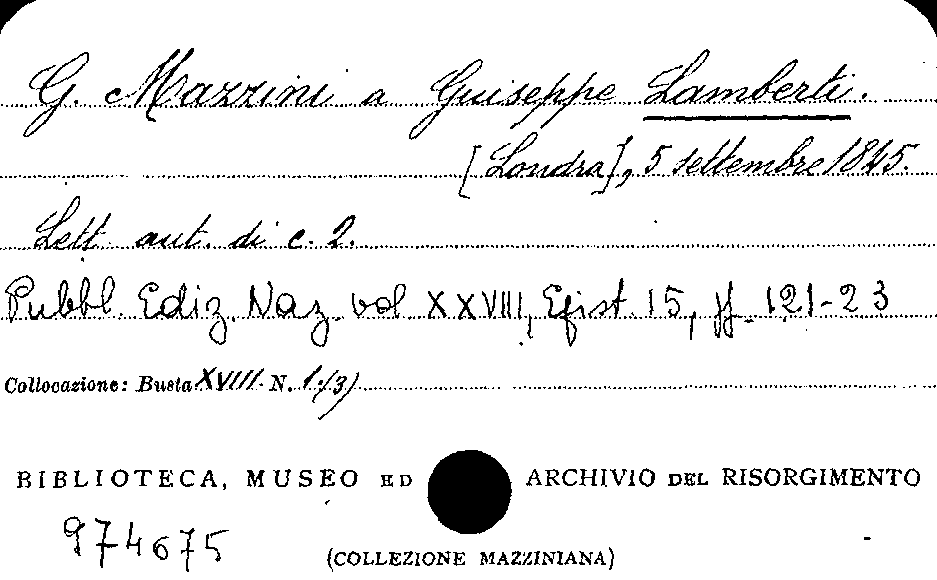 G. Mazzini a Guiseppe Lamberti.
[Londra], 5 settembre 1845.
Lett. aut. di c. 2.
Pubbl. Ediz. Naz. vol XXVIII, Epist. 15, pp. 121-23
Collocazione: Busta XVIII N. 1/3)
BIBLIOTECA, MUSEO ED ARCHIVIO DEL RISORGIMENTO
974675
(COLLEZIONE MAZZINIANA)